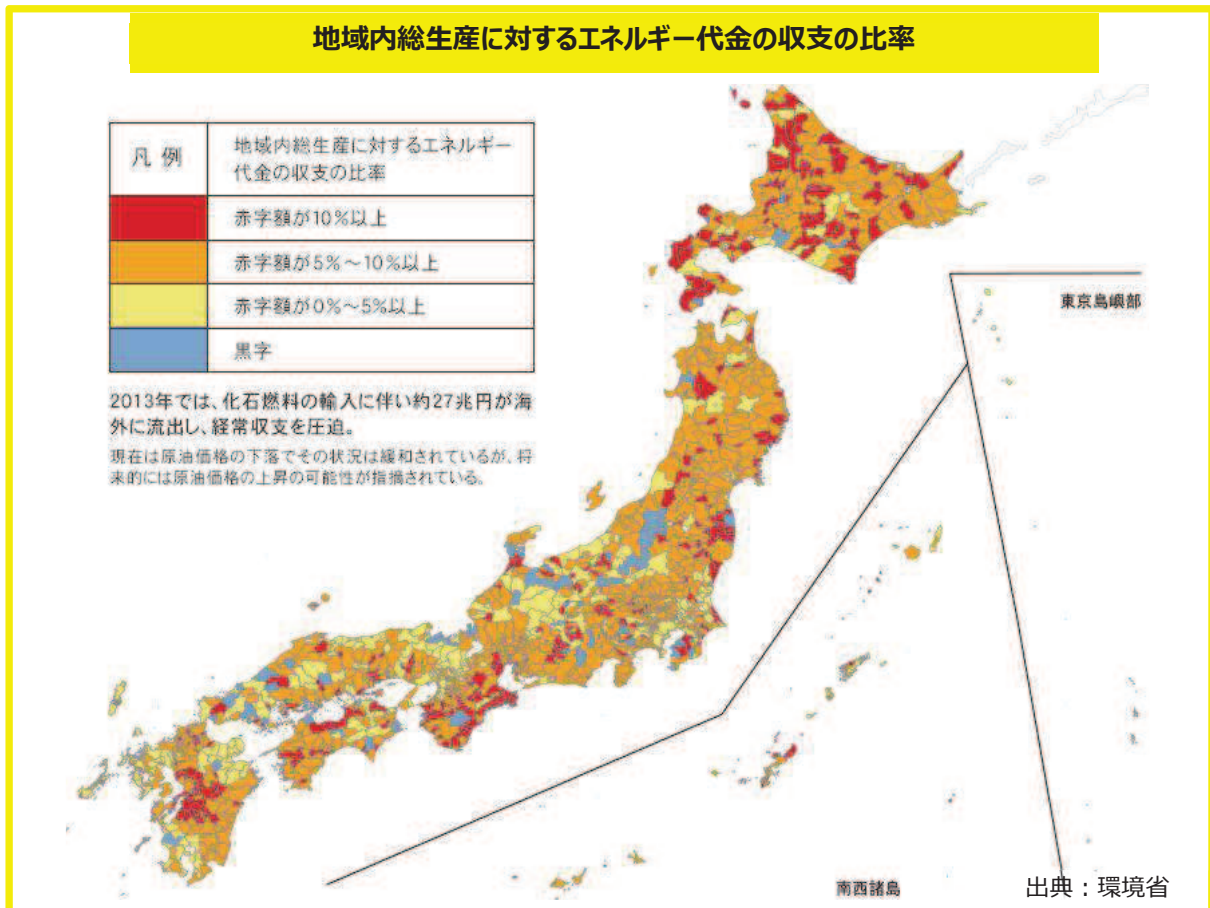 地域内総生産に対するエネルギー代金の収支の比率
凡 例
地域内総生産に対するエネルギー
代金の収支の比率
赤字額が10%以上
赤字額が5%～10%以上
赤字額が0%～5%以上
黒字
2013年では、化石燃料の輸入に伴い約27兆円が海
外に流出し、経常収支を圧迫。
現在は原油価格の下落でその状況は緩和されているが、将
来的には原油価格の上昇の可能性が指摘されている。
東京島嶼部
南西諸島
出典：環境省